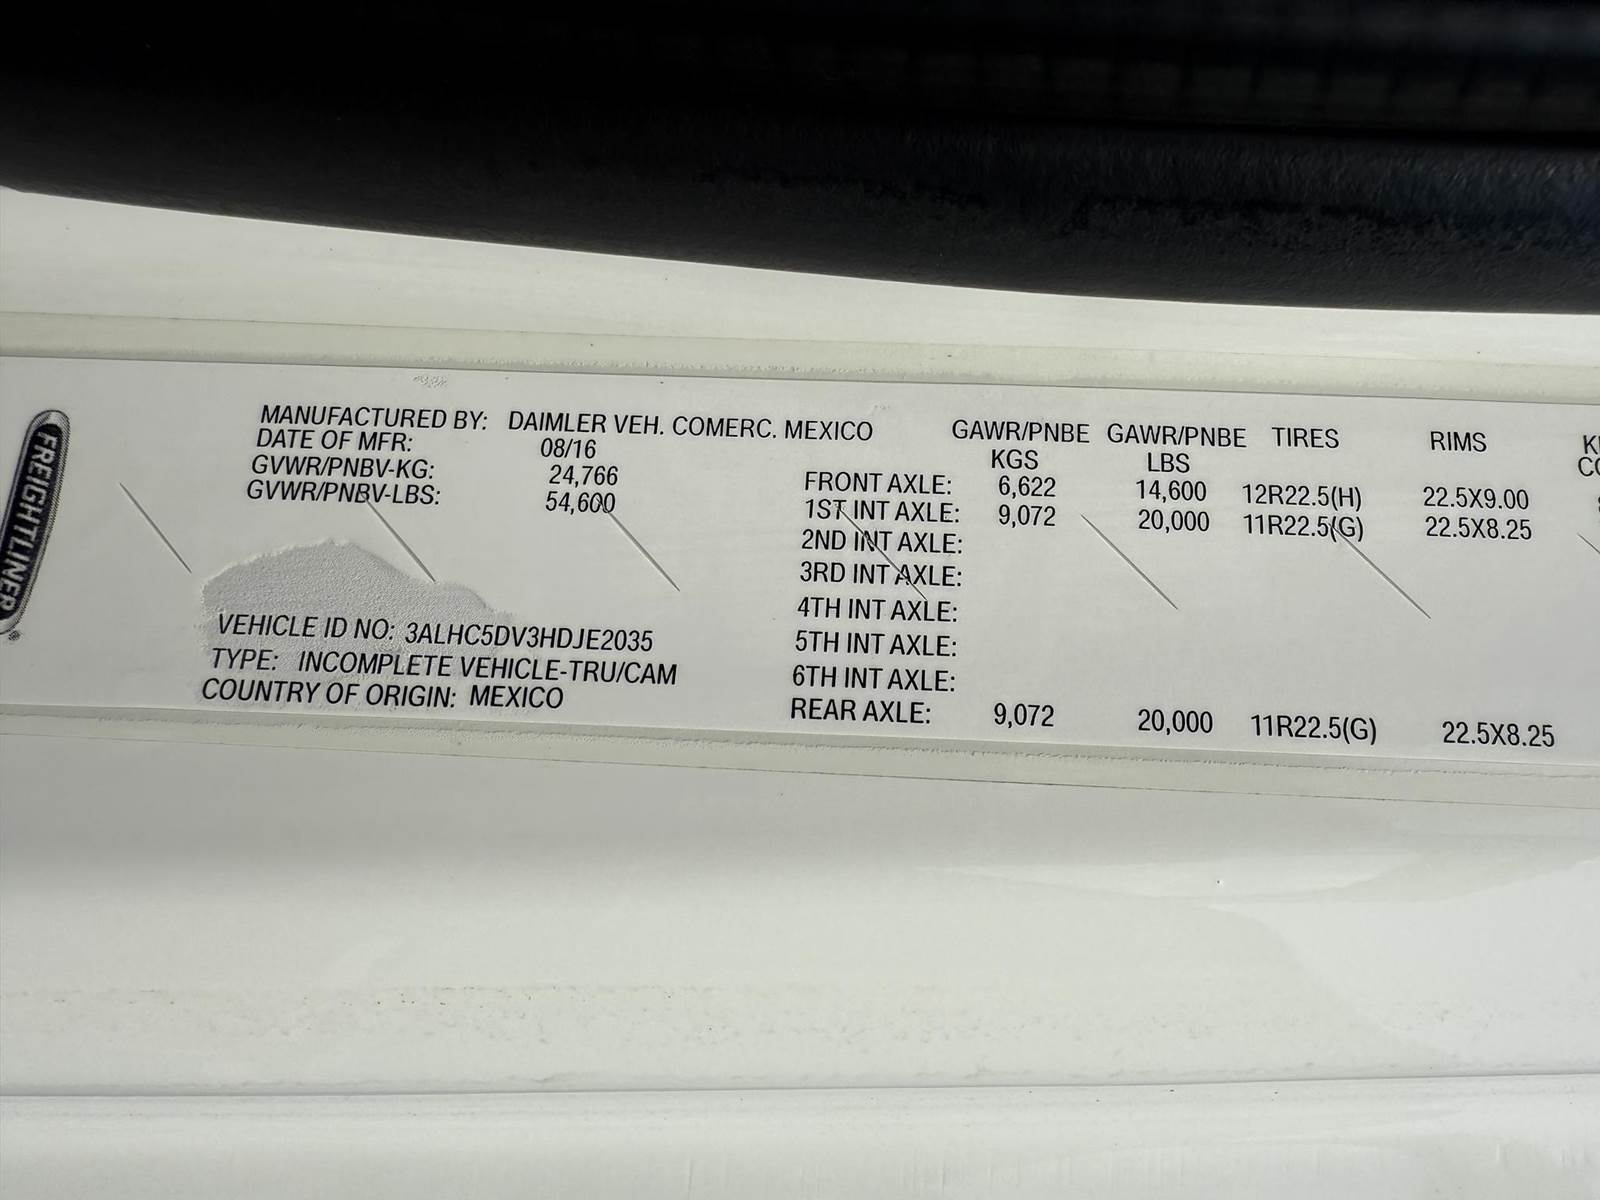 FREIGHTLINER
MANUFACTURED BY: DAIMLER VEH. COMERC. MEXICO
DATE OF MFR: 08/16
GVWR/PNBV-KG: 24,766
GVWR/PNBV-LBS: 54,600
VEHICLE ID NO: 3ALHC5DV3HDJE2035
TYPE: INCOMPLETE VEHICLE-TRU/CAM
COUNTRY OF ORIGIN: MEXICO
GAWR/PNBE GAWR/PNBE TIRES RIMS
KGS LBS
FRONT AXLE: 6,622 14,600 12R22.5(H) 22.5X9.00
1ST INT AXLE: 9,072 20,000 11R22.5(G) 22.5X8.25
2ND INT AXLE:
3RD INT AXLE:
4TH INT AXLE:
5TH INT AXLE:
6TH INT AXLE:
REAR AXLE: 9,072 20,000 11R22.5(G) 22.5X8.25